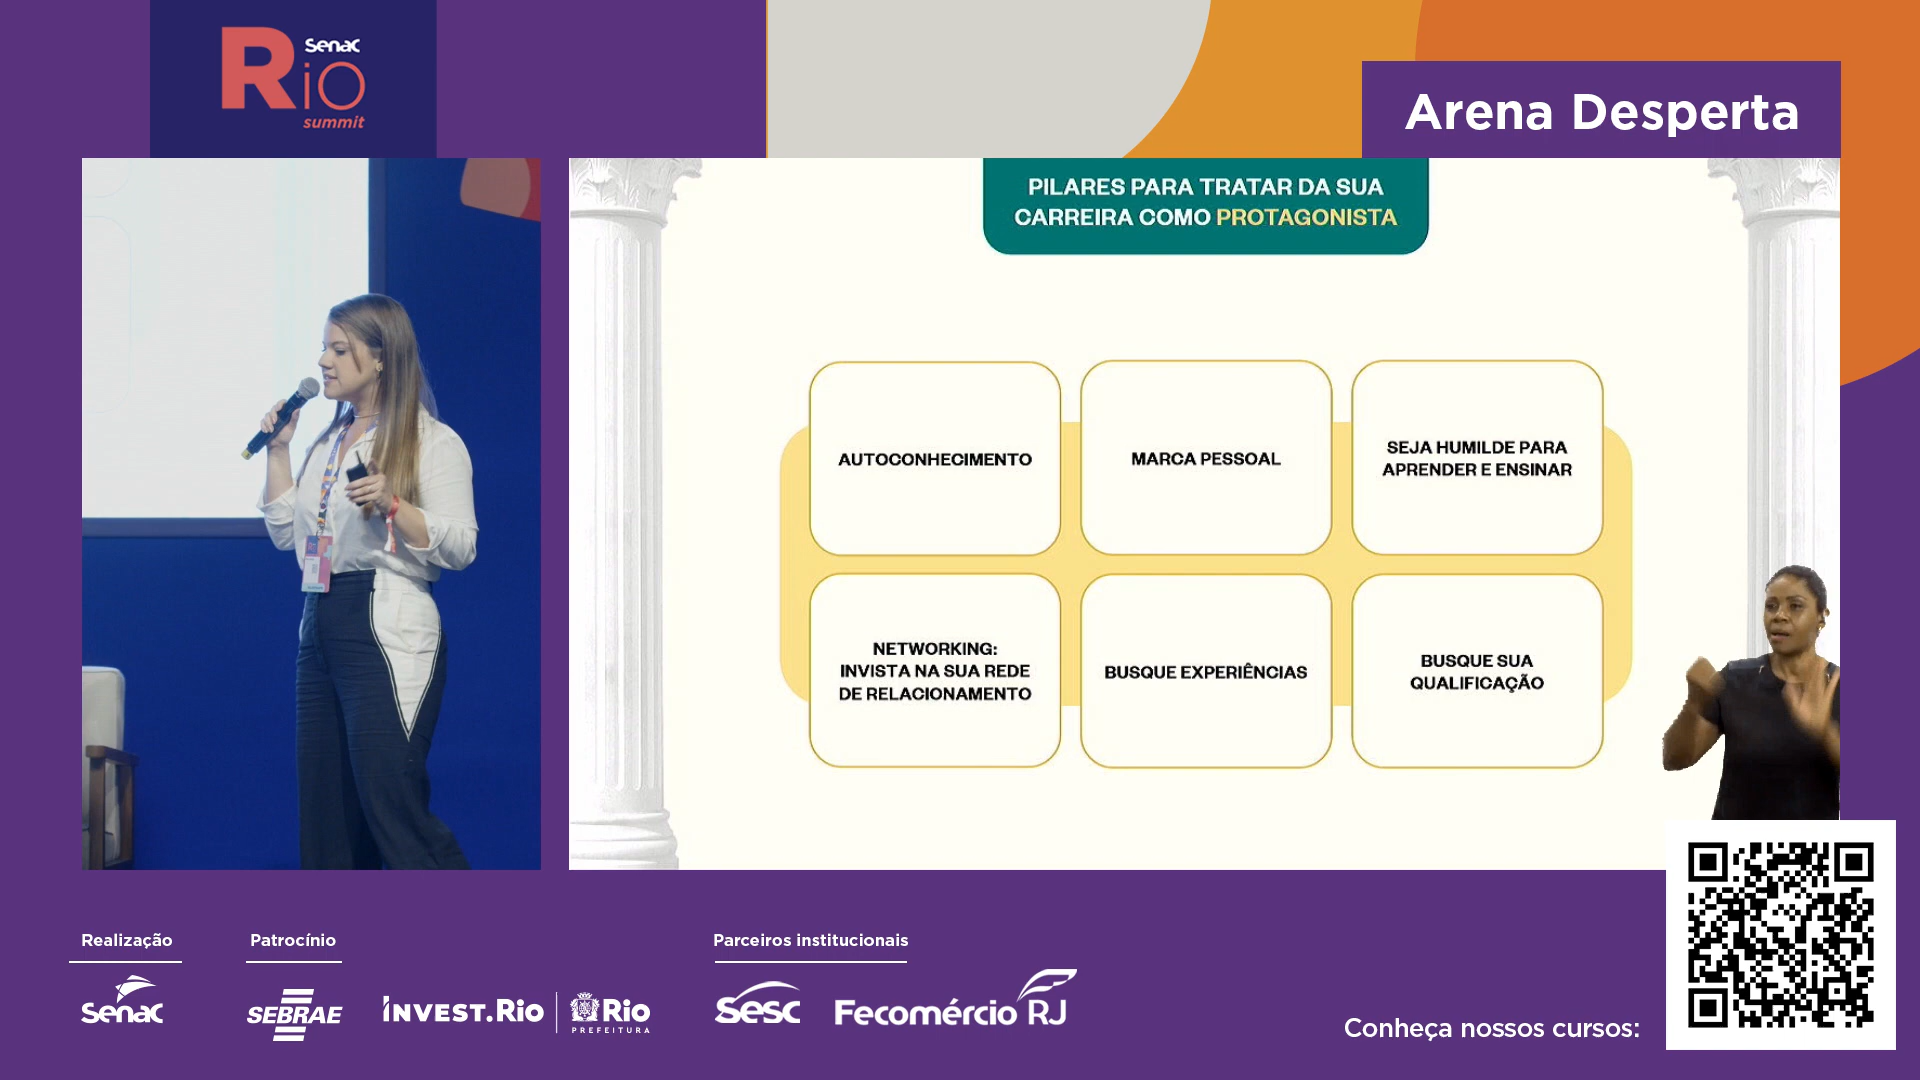 Senac
Rio
summit
Arena Desperta
PILARES PARA TRATAR DA SUA
CARREIRA COMO PROTAGONISTA
AUTOCONHECIMENTO
MARCA PESSOAL
SEJA HUMILDE PARA
APRENDER E ENSINAR
NETWORKING:
INVISTA NA SUA REDE
DE RELACIONAMENTO
BUSQUE EXPERIÊNCIAS
BUSQUE SUA
QUALIFICAÇÃO
Realização
Senac
Patrocínio
SEBRAE
INVEST.Rio
Rio
PREFEITURA
Parceiros institucionais
Sesc
Fecomércio RJ
Conheça nossos cursos: